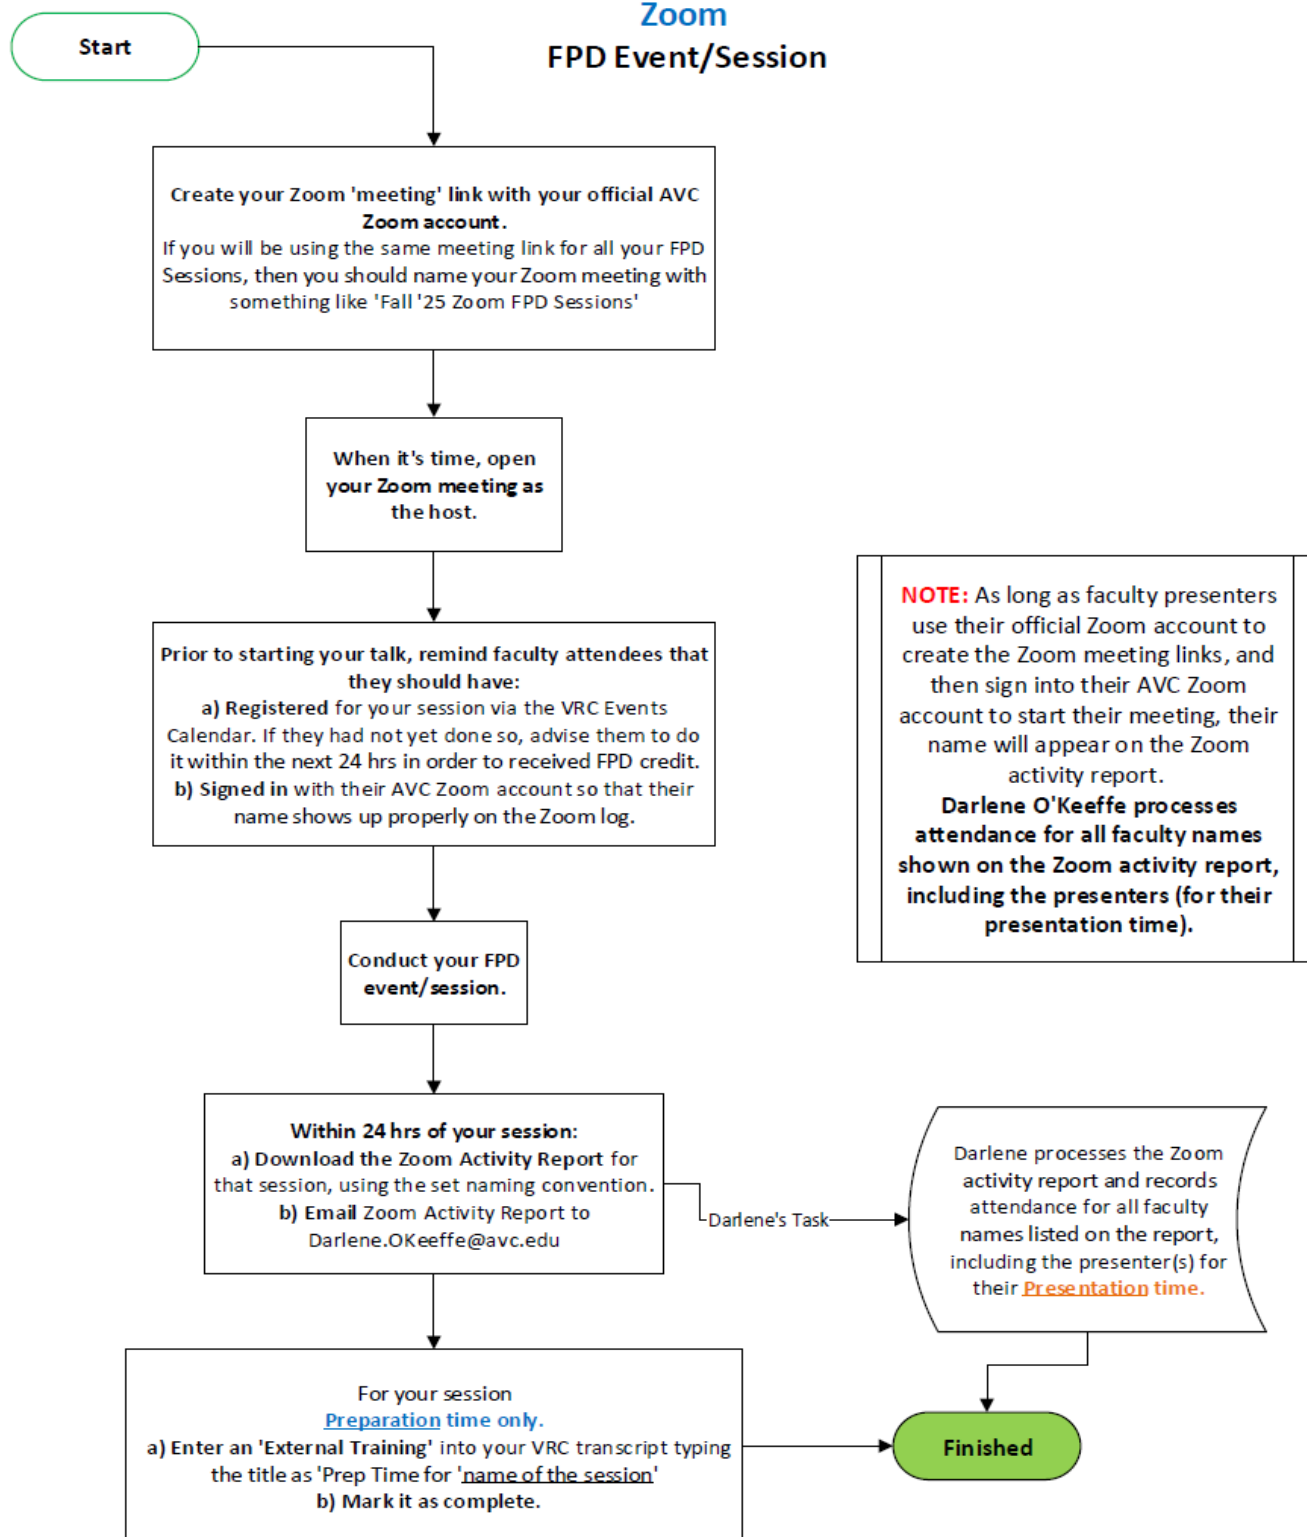 Zoom
FPD Event/Session
Start
Create your Zoom 'meeting' link with your official AVC
Zoom account.
If you will be using the same meeting link for all your FPD
Sessions, then you should name your Zoom meeting with
something like 'Fall '25 Zoom FPD Sessions'
When it's time, open
your Zoom meeting as
the host.
Prior to starting your talk, remind faculty attendees that
they should have:
a) Registered for your session via the VRC Events
Calendar. If they had not yet done so, advise them to do
it within the next 24 hrs in order to received FPD credit.
b) Signed in with their AVC Zoom account so that their
name shows up properly on the Zoom log.
NOTE: As long as faculty presenters
use their official Zoom account to
create the Zoom meeting links, and
then sign into their AVC Zoom
account to start their meeting, their
name will appear on the Zoom
activity report.
Darlene O'Keeffe processes
attendance for all faculty names
shown on the Zoom activity report,
including the presenters (for their
presentation time).
Conduct your FPD
event/session.
Within 24 hrs of your session:
a) Download the Zoom Activity Report for
that session, using the set naming convention.
b) Email Zoom Activity Report to
Darlene.OKeeffe@avc.edu
Darlene's Task
Darlene processes the Zoom
activity report and records
attendance for all faculty
names listed on the report,
including the presenter(s) for
their Presentation time.
For your session
Preparation time only.
a) Enter an 'External Training' into your VRC transcript typing
the title as 'Prep Time for 'name of the session'
b) Mark it as complete.
Finished